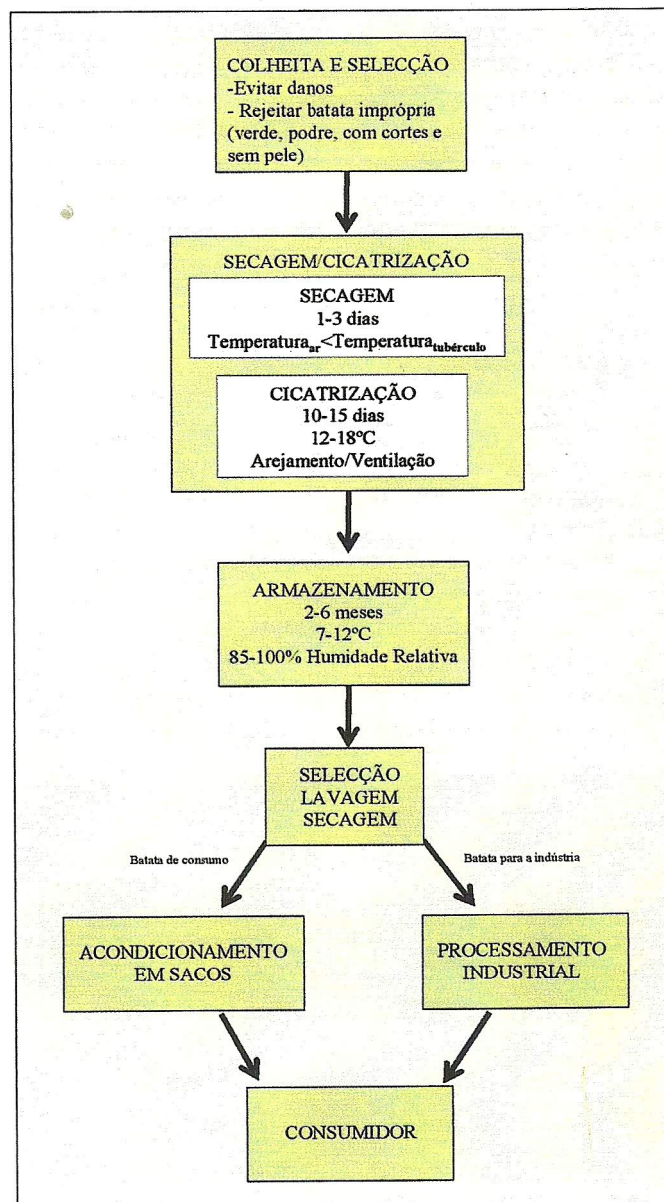 COLHEITA E SELECÇÃO
-Evitar danos
- Rejeitar batata imprópria
(verde, podre, com cortes e
sem pele)
SECAGEM/CICATRIZAÇÃO
SECAGEM
1-3 dias
Temperaturaar<Temperaturatubérculo
CICATRIZAÇÃO
10-15 dias
12-18ºC
Arejamento/Ventilação
ARMAZENAMENTO
2-6 meses
7-12ºC
85-100% Humidade Relativa
SELECÇÃO
LAVAGEM
SECAGEM
Batata de consumo
Batata para a indústria
ACONDICIONAMENTO
EM SACOS
PROCESSAMENTO
INDUSTRIAL
CONSUMIDOR